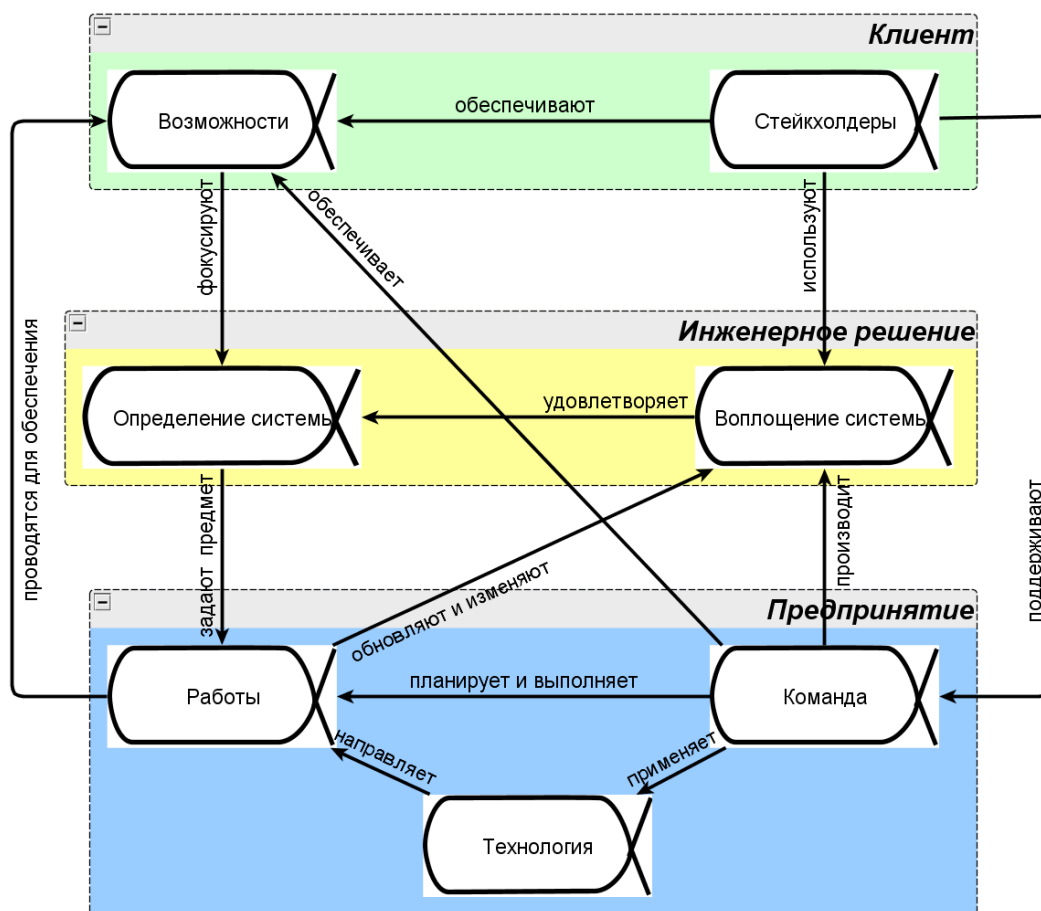 Клиент
Возможности
обеспечивают
Стейкхолдеры
фокусируют
обеспечивает
используют
Инженерное решение
Определение системы
удовлетворяет
Воплощение системы
проводятся для обеспечения
задают предмет
обновляют и изменяют
производит
поддерживают
Предпринятие
Работы
планирует и выполняет
Команда
направляет
применяет
Технология